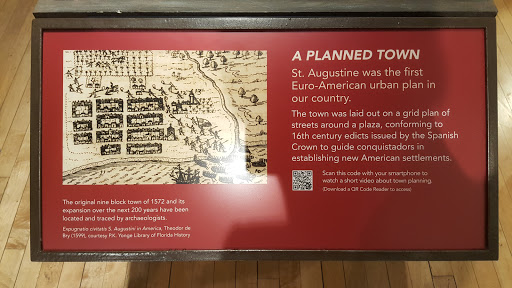 A PLANNED TOWN
St. Augustine was the first
Euro-American urban plan in
our country.
The town was laid out on a grid plan of
streets around a plaza, conforming to
16th century edicts issued by the Spanish
Crown to guide conquistadors in
establishing new American settlements.
Scan this code with your smartphone to
watch a short video about town planning.
(Download a QR Code Reader to access)
The original nine block town of 1572 and its
expansion over the next 200 years have been
located and traced by archaeologists.
Expugnatio civitatis S. Augustini in America, Theodor de
Bry (1599), courtesy P.K. Yonge Library of Florida History